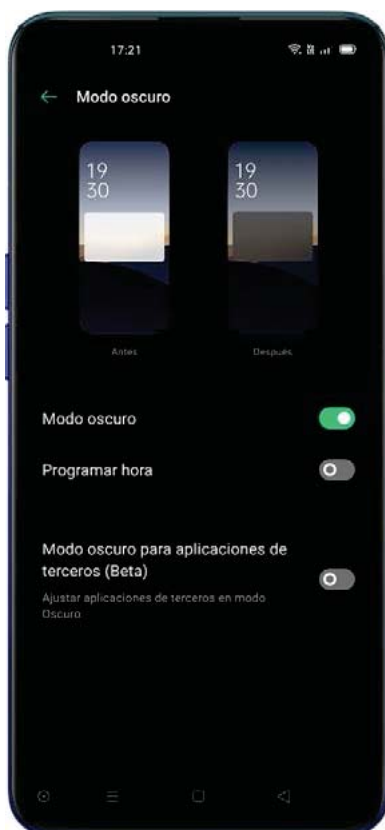 17:21
Modo oscuro
19
30
19
30
Antes
Después
Modo oscuro
Programar hora
Modo oscuro para aplicaciones de
terceros (Beta)
Ajustar aplicaciones de terceros en modo
Oscuro